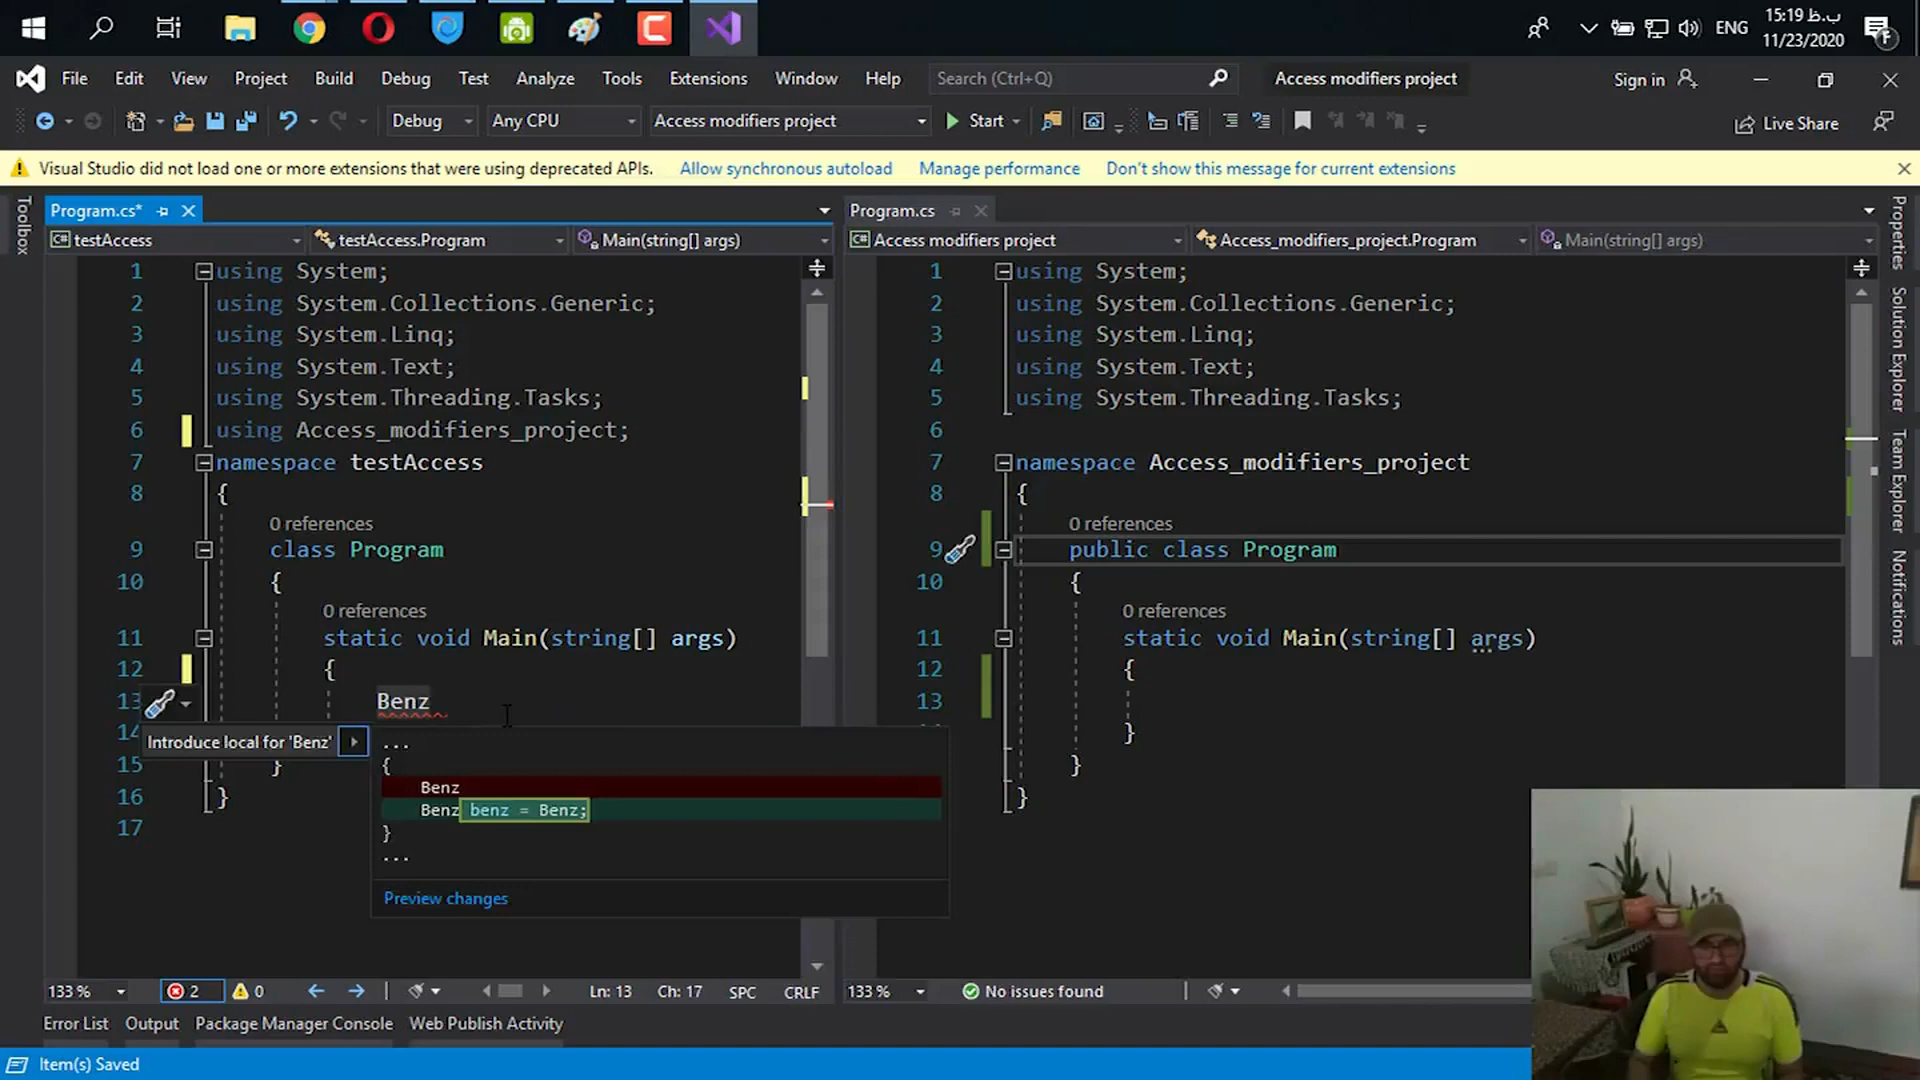 ENG
15:19 ب.ظ
11/23/2020
File Edit View Project Build Debug Test Analyze Tools Extensions Window Help Search (Ctrl+Q) Access modifiers project Sign in
Debug Any CPU Access modifiers project Start Live Share
Visual Studio did not load one or more extensions that were using deprecated APIs. Allow synchronous autoload Manage performance Don't show this message for current extensions
Toolbox
Program.cs*
testAccess testAccess.Program Main(string[] args)
1 using System;
2 using System.Collections.Generic;
3 using System.Linq;
4 using System.Text;
5 using System.Threading.Tasks;
6 using Access_modifiers_project;
7 namespace testAccess
8 {
0 references
9 class Program
10 {
0 references
11 static void Main(string[] args)
12 {
13 Benz
14
15 }
16 }
17
Introduce local for 'Benz'
...
{
Benz
Benz benz = Benz;
}
...
Preview changes
133 % 2 0 Ln: 13 Ch: 17 SPC CRLF
Program.cs
Access modifiers project Access_modifiers_project.Program Main(string[] args)
1 using System;
2 using System.Collections.Generic;
3 using System.Linq;
4 using System.Text;
5 using System.Threading.Tasks;
6
7 namespace Access_modifiers_project
8 {
0 references
9 public class Program
10 {
0 references
11 static void Main(string[] args)
12 {
13
}
}
}
133 % No issues found
Properties
Solution Explorer
Team Explorer
Notifications
Error List Output Package Manager Console Web Publish Activity
Item(s) Saved